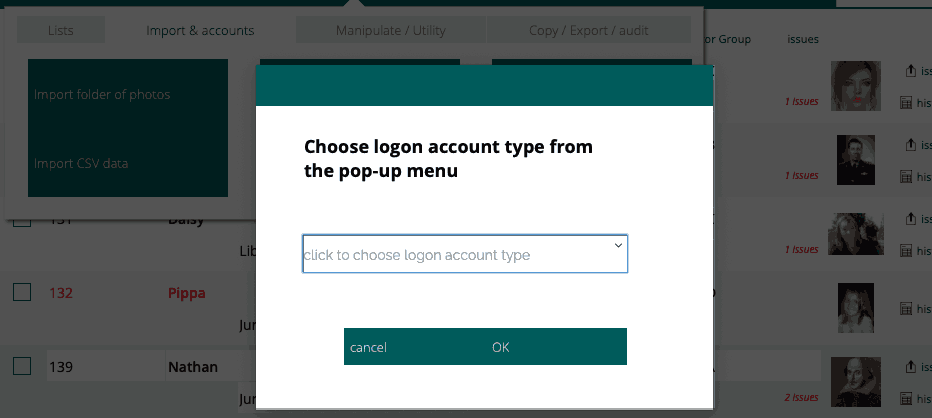 Lists
Import & accounts
Manipulate / Utility
Copy / Export / audit
or Group
issues
Import folder of photos
Import CSV data
Choose logon account type from
the pop-up menu
click to choose logon account type
cancel
OK
1 issues
iss
his
1 issues
iss
his
131 Daisy
Lib
1 issues
iss
his
132 Pippa
Jur
his
139 Nathan
Jur
2 issues
iss
his